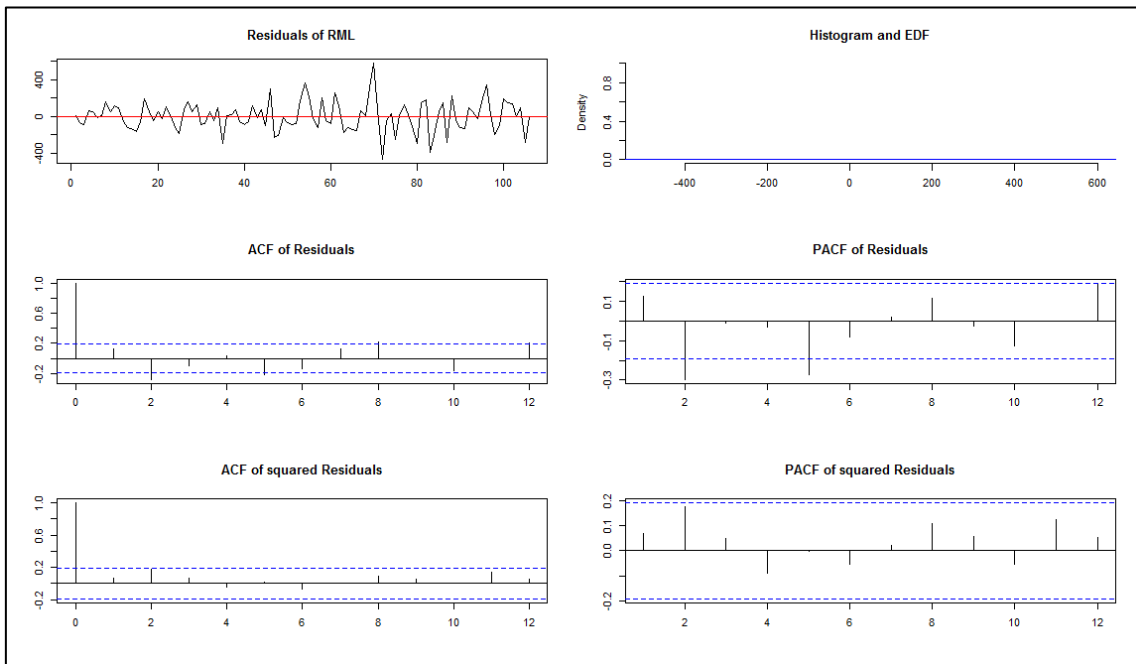 Residuals of RML
400
0
-400
0 20 40 60 80 100
Histogram and EDF
Density
0.8
0.4
0.0
-400 -200 0 200 400 600
ACF of Residuals
1.0
0.6
0.2
-0.2
0 2 4 6 8 10 12
PACF of Residuals
0.1
-0.1
-0.3
2 4 6 8 10 12
ACF of squared Residuals
1.0
0.6
0.2
-0.2
0 2 4 6 8 10 12
PACF of squared Residuals
0.2
0.1
0.0
-0.2
2 4 6 8 10 12